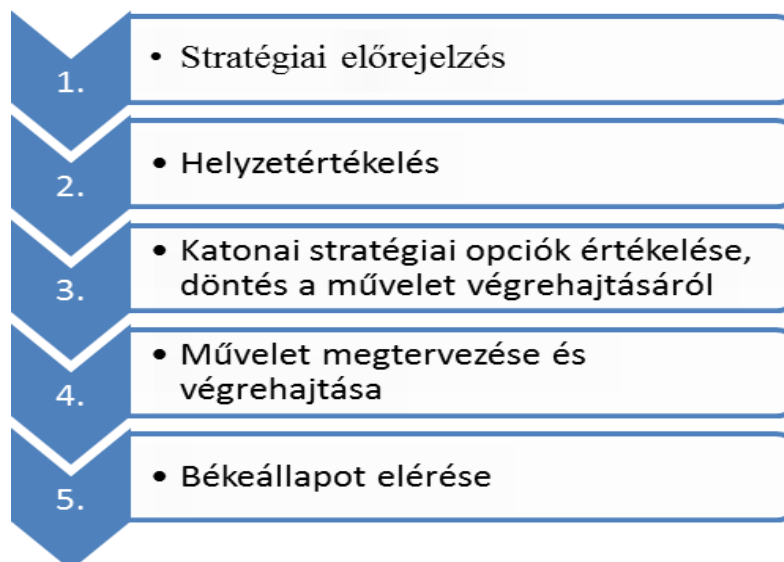 1.
• Stratégiai előrejelzés
2.
• Helyzetértékelés
3.
• Katonai stratégiai opciók értékelése,
döntés a művelet végrehajtásáról
4.
• Művelet megtervezése és
végrehajtása
5.
• Békeállapot elérése